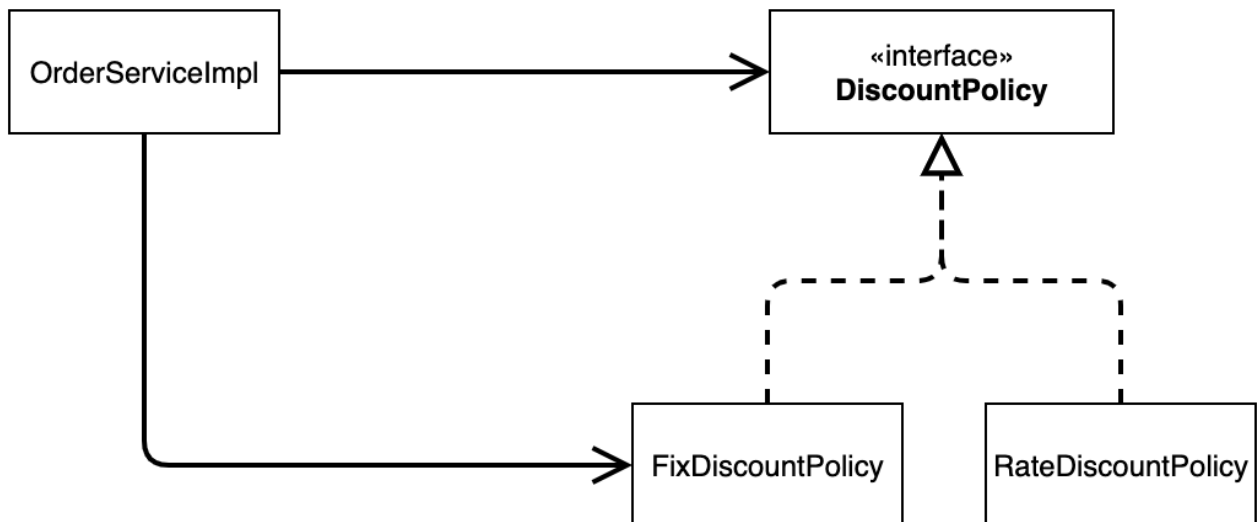 OrderServiceImpl
«interface»
DiscountPolicy
FixDiscountPolicy
RateDiscountPolicy